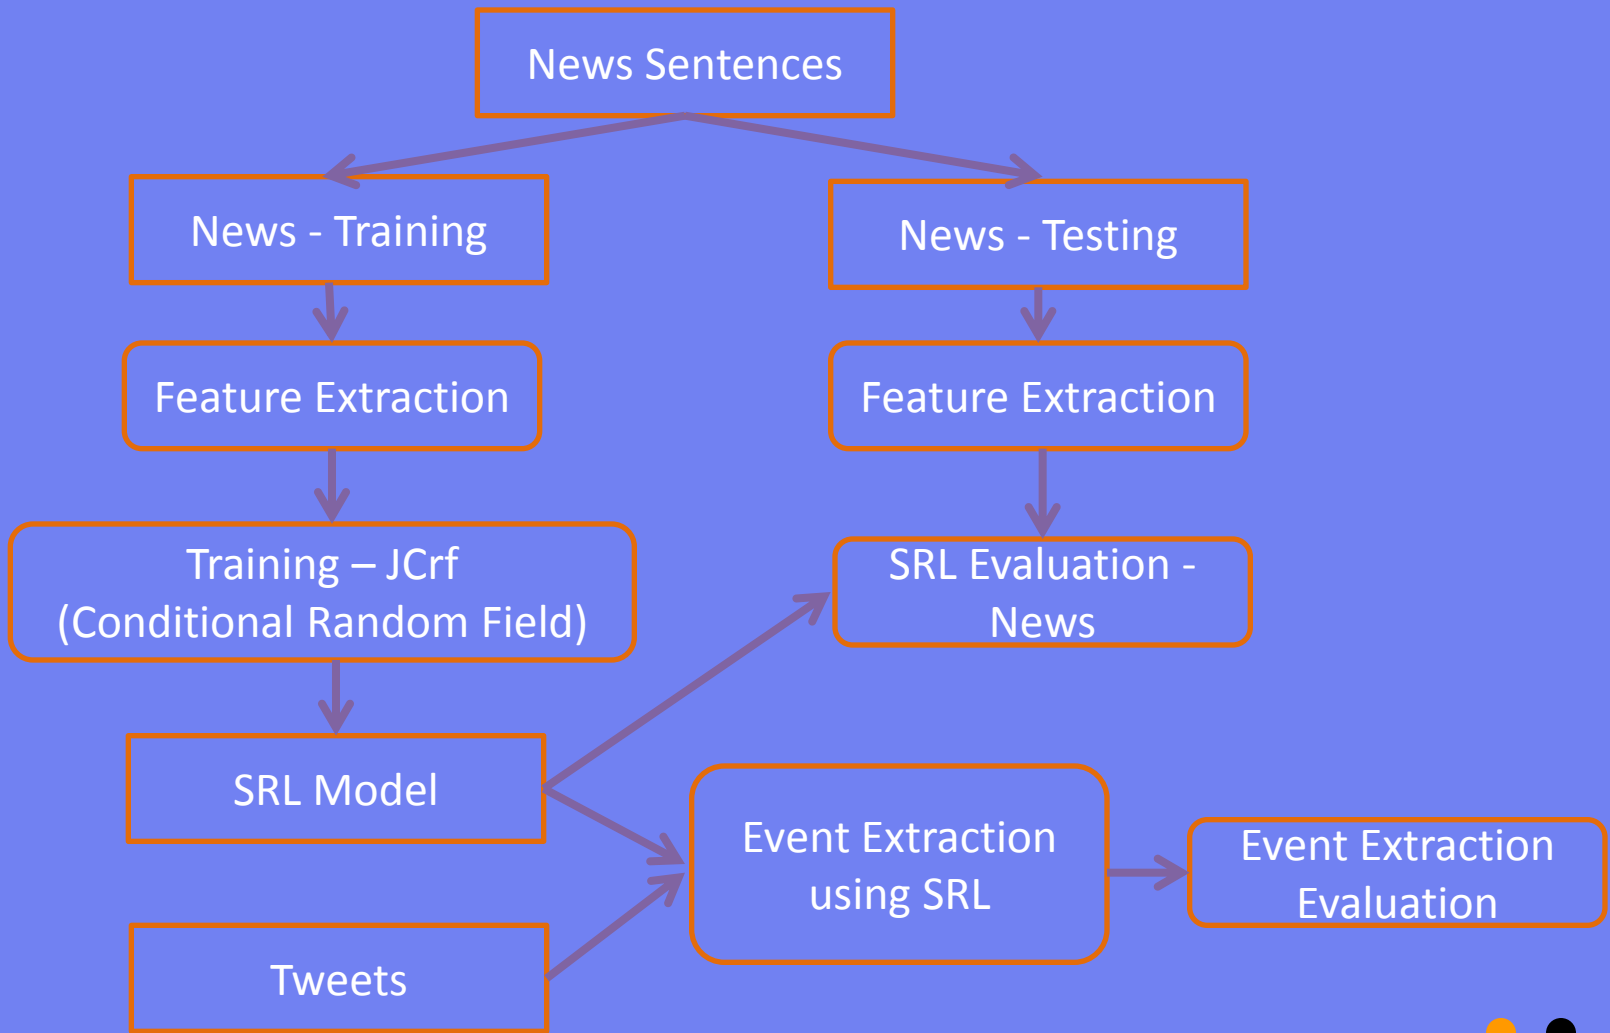 News Sentences
News - Training
News - Testing
Feature Extraction
Feature Extraction
Training – JCrf
(Conditional Random Field)
SRL Evaluation -
News
SRL Model
Event Extraction
using SRL
Event Extraction
Evaluation
Tweets